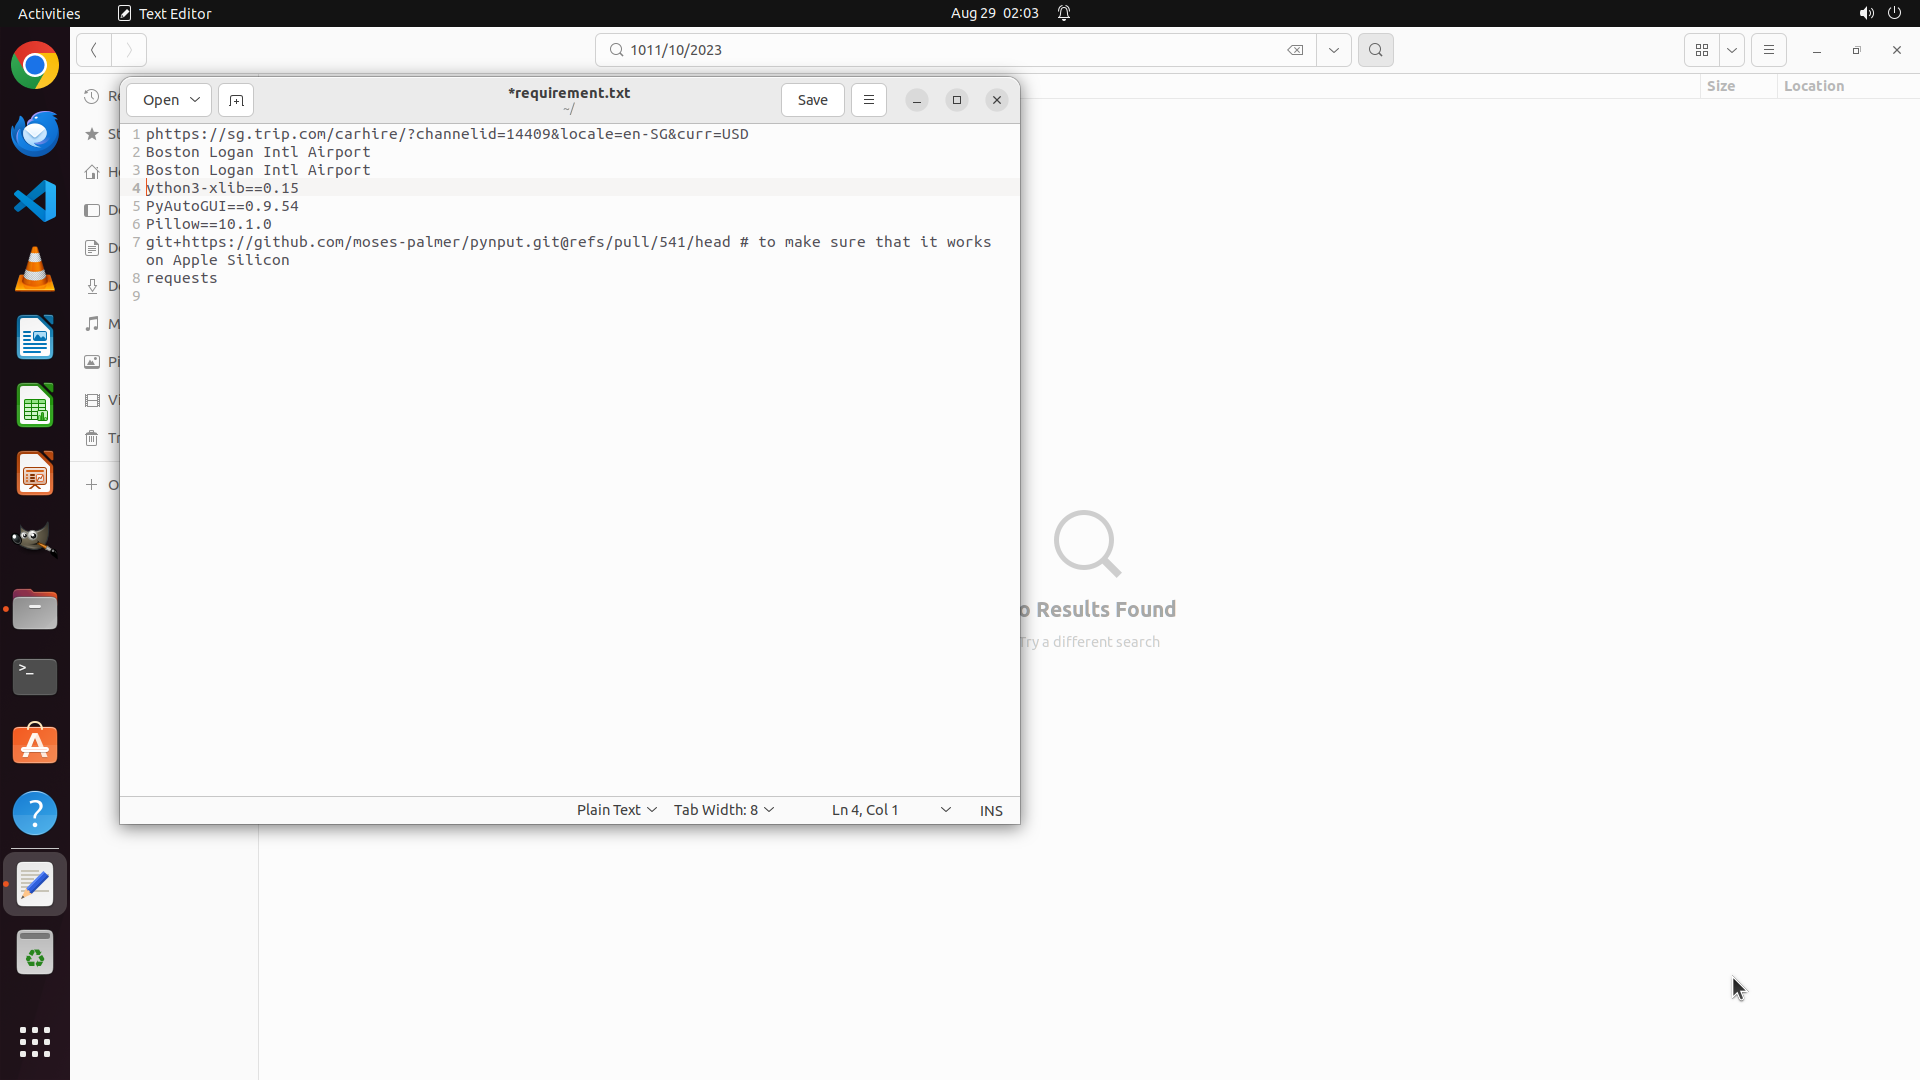 Activities
Text Editor
Aug 29 02:03
1011/10/2023
Size
Location
Open
*requirement.txt
~/
Save
1 phttps://sg.trip.com/carhire/?channelid=14409&locale=en-SG&curr=USD
2 Boston Logan Intl Airport
3 Boston Logan Intl Airport
4 ython3-xlib==0.15
5 PyAutoGUI==0.9.54
6 Pillow==10.1.0
7 git+https://github.com/moses-palmer/pynput.git@refs/pull/541/head # to make sure that it works
on Apple Silicon
8 requests
9
Re
St
Ho
De
Do
Do
M
Pi
Vi
Tr
O
o Results Found
Try a different search
Plain Text
Tab Width: 8
Ln 4, Col 1
INS